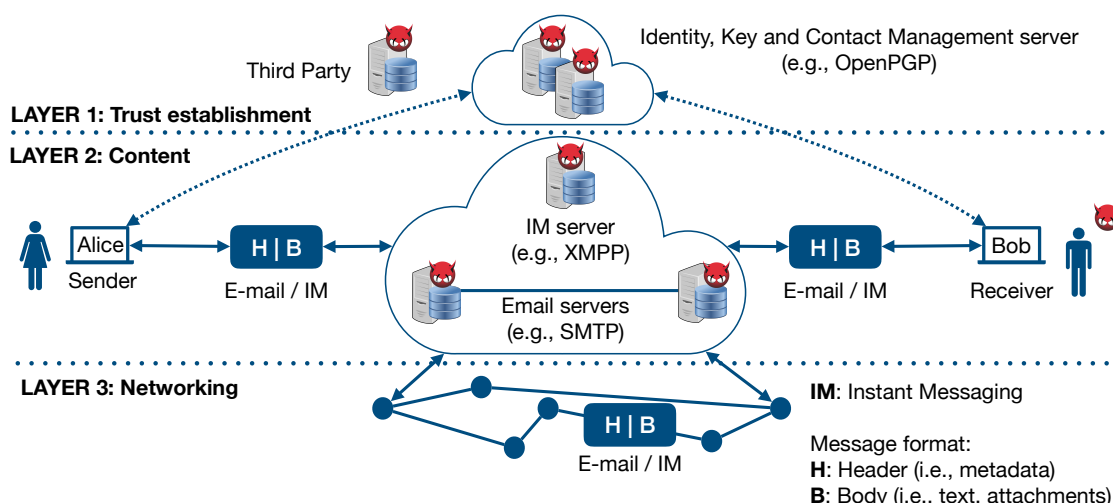 Identity, Key and Contact Management server
(e.g., OpenPGP)
Third Party
LAYER 1: Trust establishment
LAYER 2: Content
IM server
(e.g., XMPP)
Alice
H | B
H | B
Bob
Sender
E-mail / IM
E-mail / IM
Receiver
Email servers
(e.g., SMTP)
LAYER 3: Networking
IM: Instant Messaging
H | B
E-mail / IM
Message format:
H: Header (i.e., metadata)
B: Body (i.e., text, attachments)